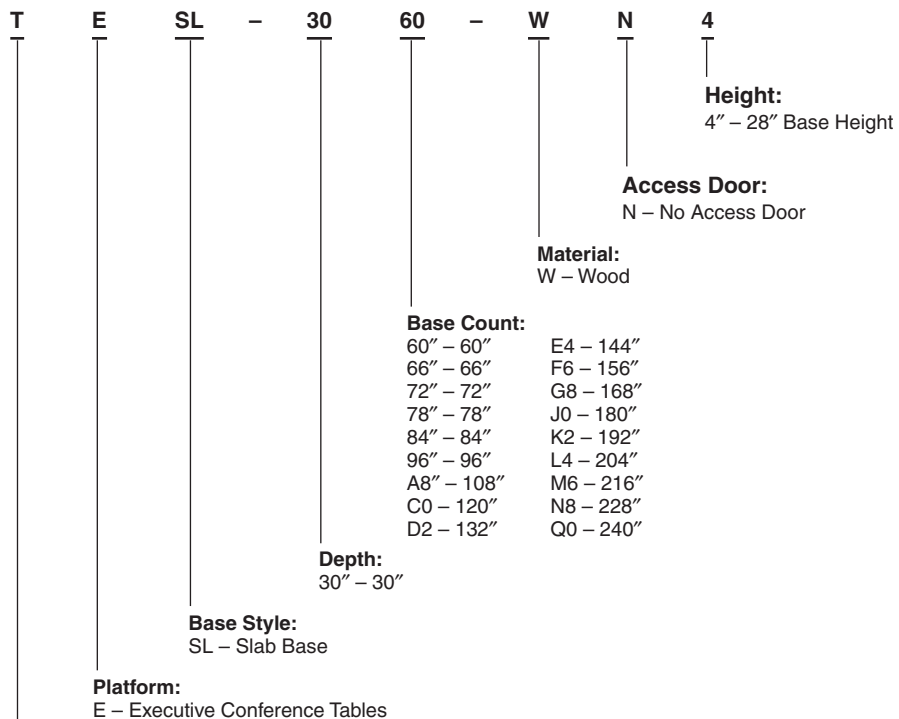 T E SL – 30 60 – W N 4
Height:
4″ – 28″ Base Height
Access Door:
N – No Access Door
Material:
W – Wood
Base Count:
60″ – 60″ E4 – 144″
66″ – 66″ F6 – 156″
72″ – 72″ G8 – 168″
78″ – 78″ J0 – 180″
84″ – 84″ K2 – 192″
96″ – 96″ L4 – 204″
A8″ – 108″ M6 – 216″
C0 – 120″ N8 – 228″
D2 – 132″ Q0 – 240″
Depth:
30″ – 30″
Base Style:
SL – Slab Base
Platform:
E – Executive Conference Tables